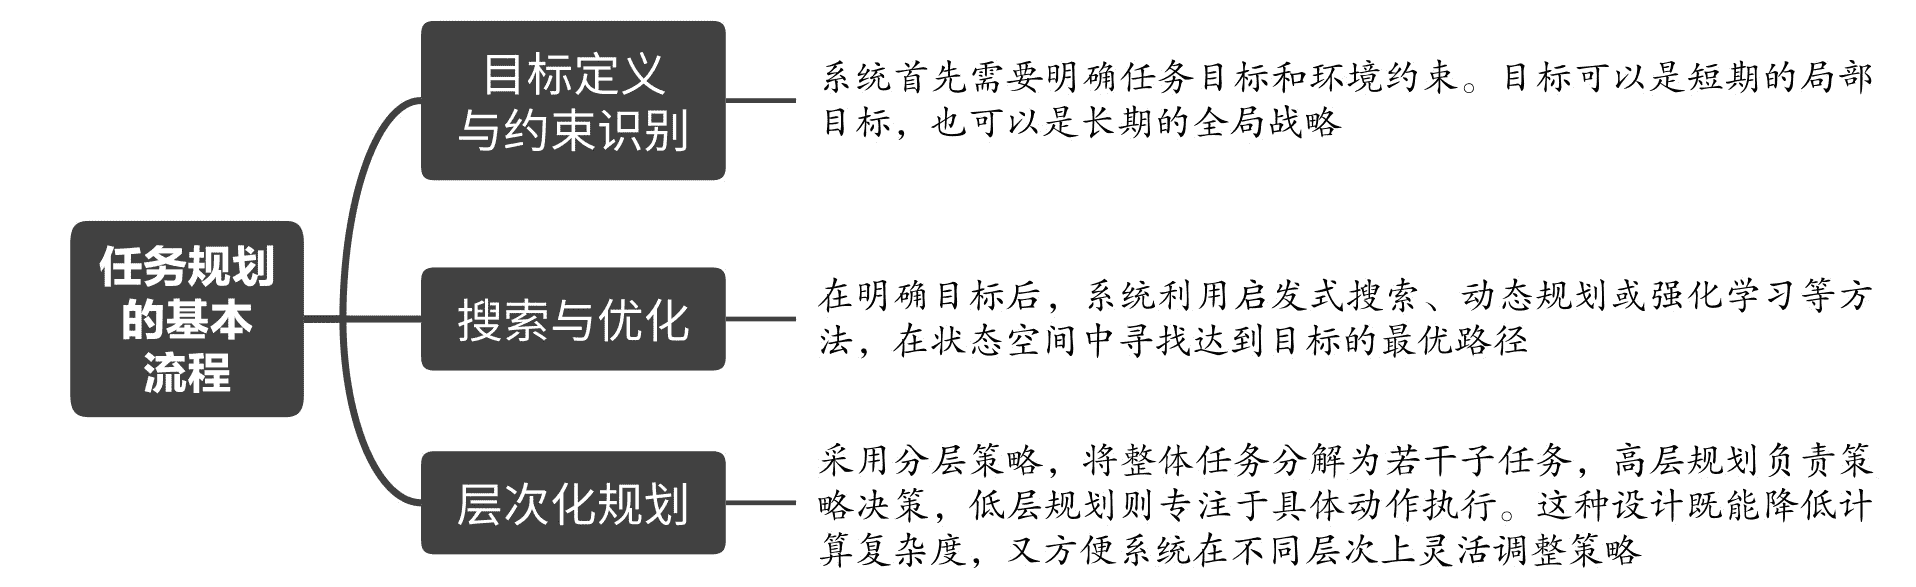 任务规划
的基本
流程
目标定义
与约束识别
系统首先需要明确任务目标和环境约束。目标可以是短期的局部
目标，也可以是长期的全局战略
搜索与优化
在明确目标后，系统利用启发式搜索、动态规划或强化学习等方
法，在状态空间中寻找达到目标的最优路径
层次化规划
采用分层策略，将整体任务分解为若干子任务，高层规划负责策
略决策，低层规划则专注于具体动作执行。这种设计既能降低计
算复杂度，又方便系统在不同层次上灵活调整策略